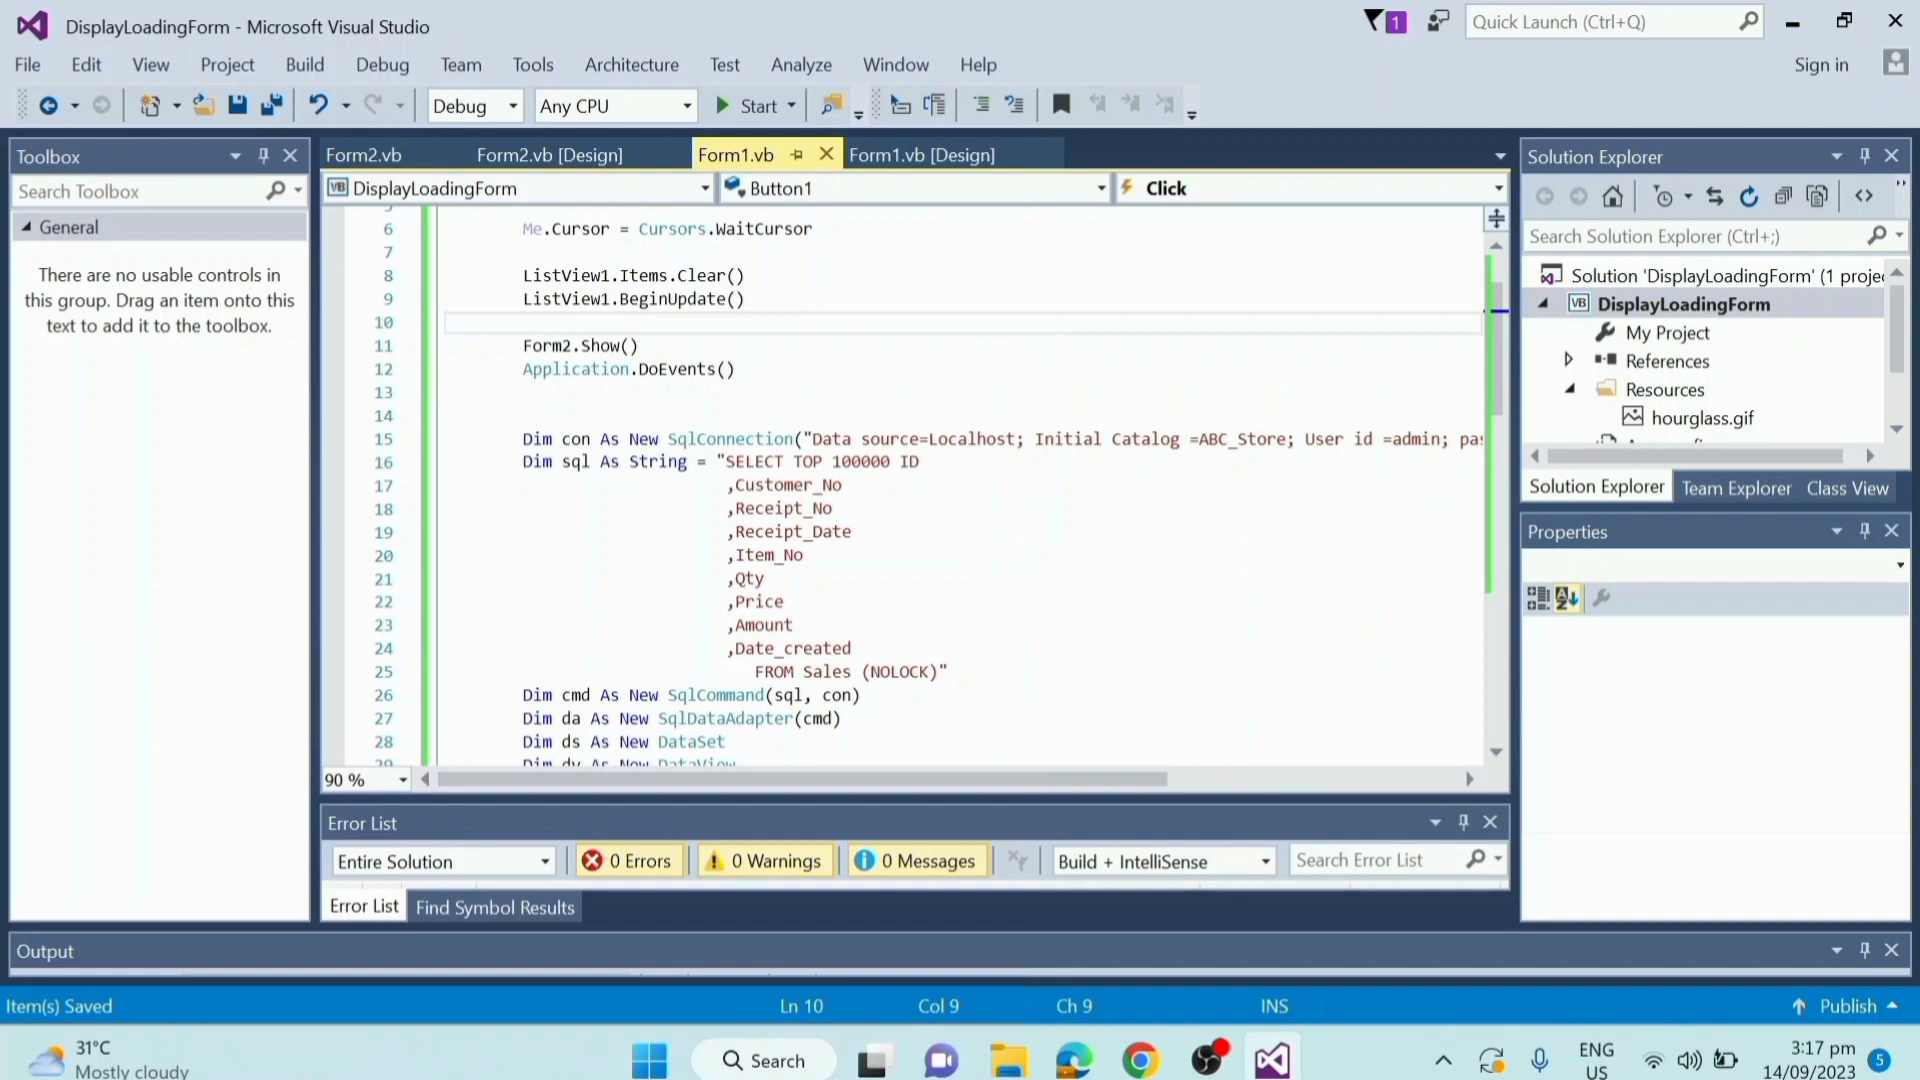 DisplayLoadingForm - Microsoft Visual Studio
1
Quick Launch (Ctrl+Q)
File Edit View Project Build Debug Team Tools Architecture Test Analyze Window Help
Sign in
Debug
Any CPU
Start
Toolbox
Search Toolbox
General
There are no usable controls in
this group. Drag an item onto this
text to add it to the toolbox.
Form2.vb
Form2.vb [Design]
Form1.vb
Form1.vb [Design]
VB DisplayLoadingForm
Button1
Click
6 Me.Cursor = Cursors.WaitCursor
7
8 ListView1.Items.Clear()
9 ListView1.BeginUpdate()
10
11 Form2.Show()
12 Application.DoEvents()
13
14
15 Dim con As New SqlConnection("Data source=Localhost; Initial Catalog =ABC_Store; User id =admin;
16 Dim sql As String = "SELECT TOP 100000 ID
17 ,Customer_No
18 ,Receipt_No
19 ,Receipt_Date
20 ,Item_No
21 ,Qty
22 ,Price
23 ,Amount
24 ,Date_created
25 FROM Sales (NOLOCK)"
26 Dim cmd As New SqlCommand(sql, con)
27 Dim da As New SqlDataAdapter(cmd)
28 Dim ds As New DataSet
29 Dim dv As New DataView
90 %
Error List
Entire Solution
0 Errors
0 Warnings
0 Messages
Build + IntelliSense
Search Error List
Error List
Find Symbol Results
Solution Explorer
Search Solution Explorer (Ctrl+;)
Solution 'DisplayLoadingForm' (1 projec
VB DisplayLoadingForm
My Project
References
Resources
hourglass.gif
Solution Explorer
Team Explorer
Class View
Properties
Output
Item(s) Saved
Ln 10
Col 9
Ch 9
INS
Publish
31°C
Mostly cloudy
Search
ENG
US
3:17 pm
14/09/2023
5